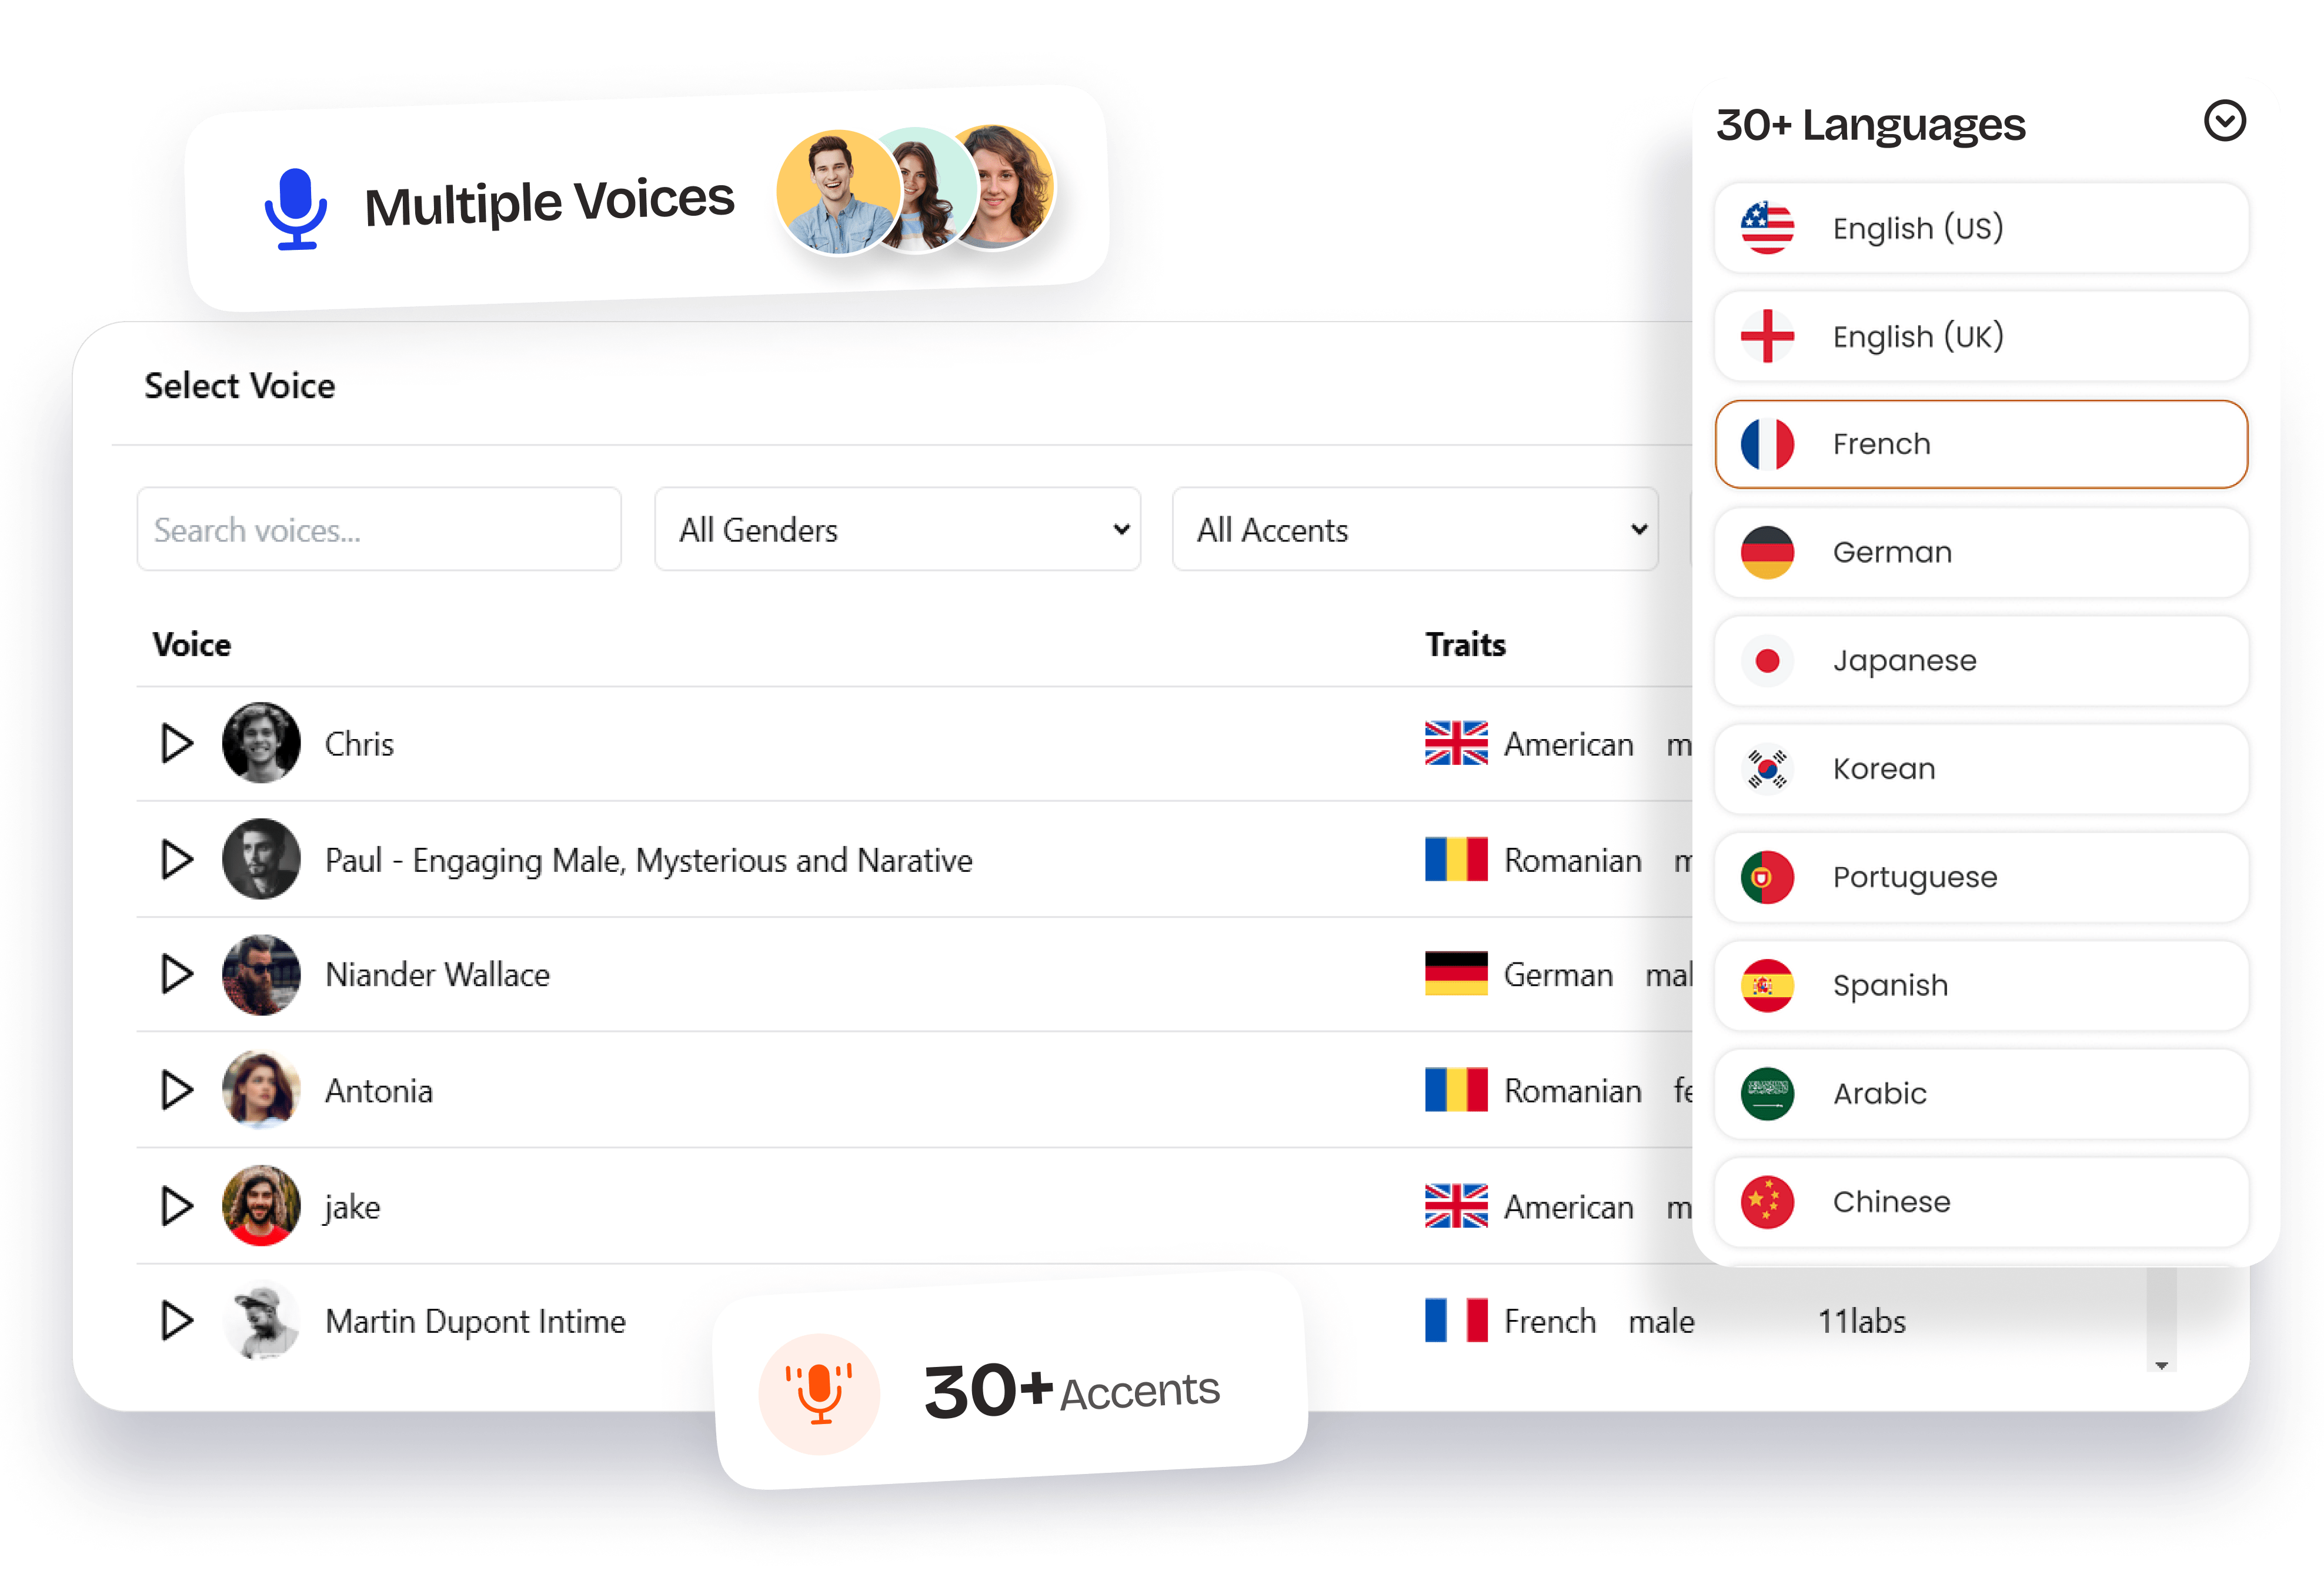 Multiple Voices
30+ Languages
English (US)
English (UK)
French
German
Japanese
Korean
Portuguese
Spanish
Arabic
Chinese
Select Voice
Search voices...
All Genders
All Accents
Voice Traits
Chris American
Paul - Engaging Male, Mysterious and Narative Romanian
Niander Wallace German
Antonia Romanian
jake American
Martin Dupont Intime French male 11labs
30+ Accents